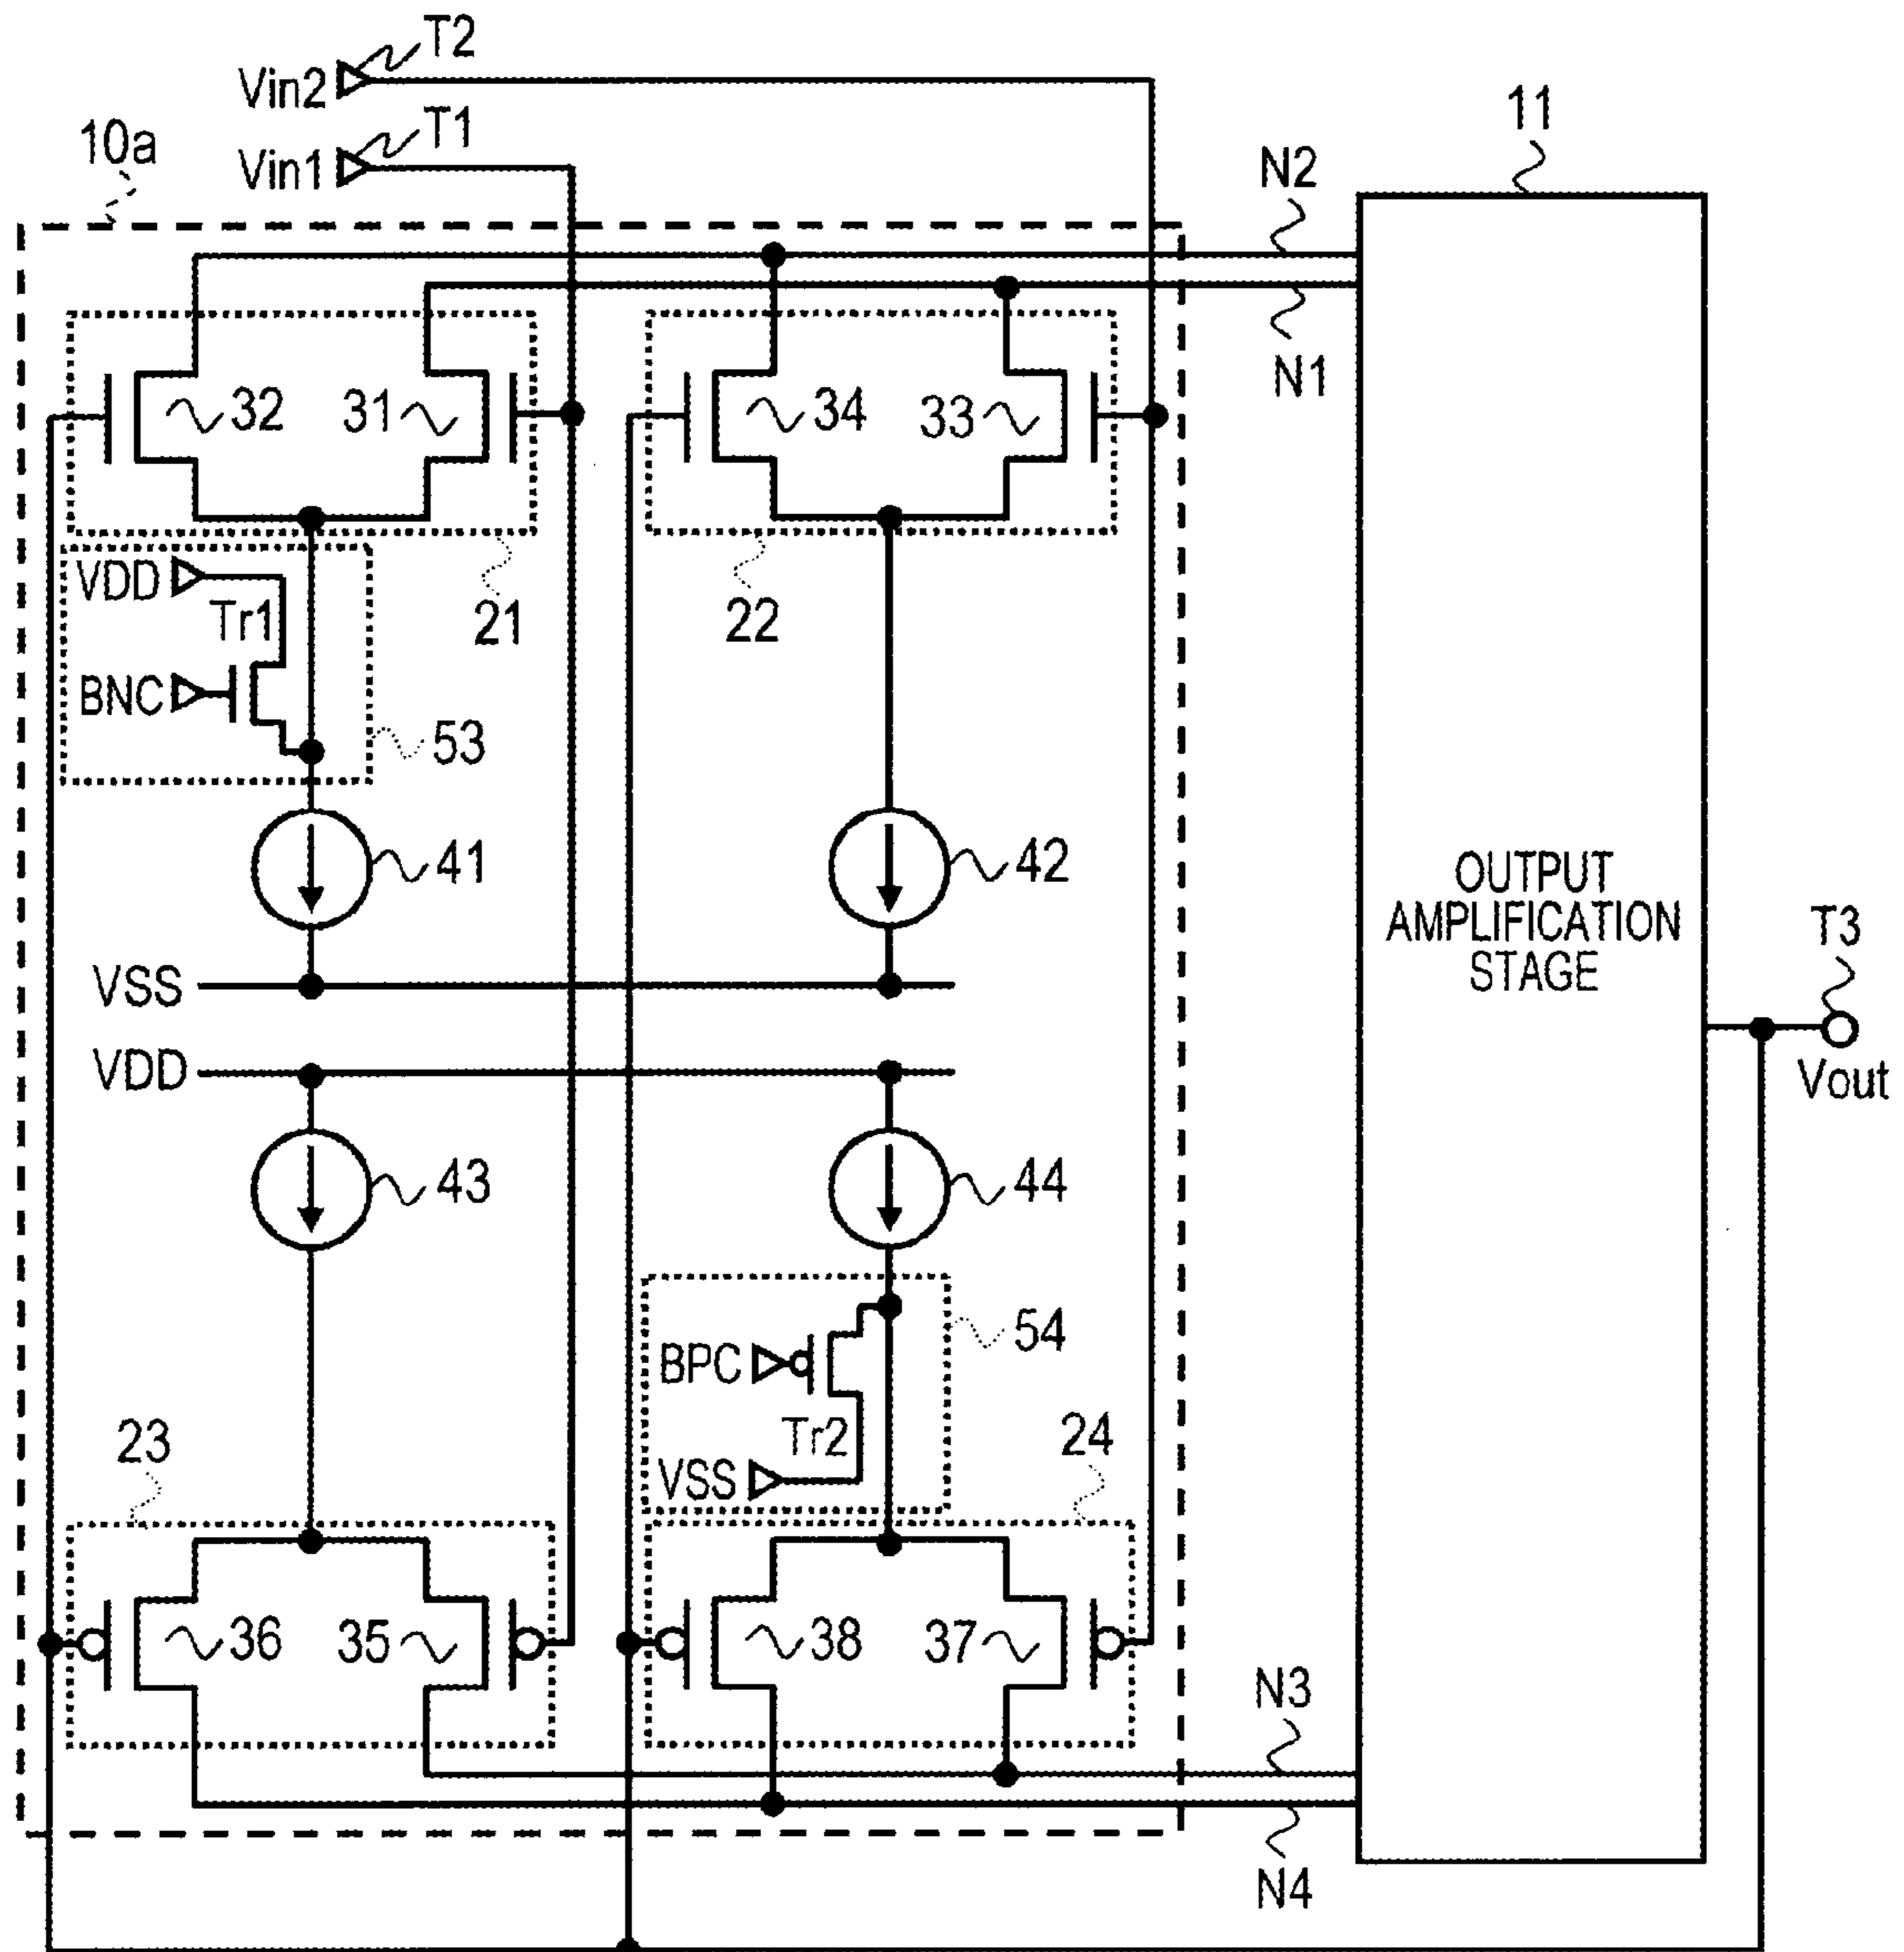 T2
Vin2
T1
Vin1
10a
11
N2
N1
32
31
34
33
VDD
Tr1
BNC
21
22
53
41
42
OUTPUT
AMPLIFICATION
STAGE
T3
Vout
VSS
VDD
43
44
54
BPC
Tr2
VSS
23
24
36
35
38
37
N3
N4